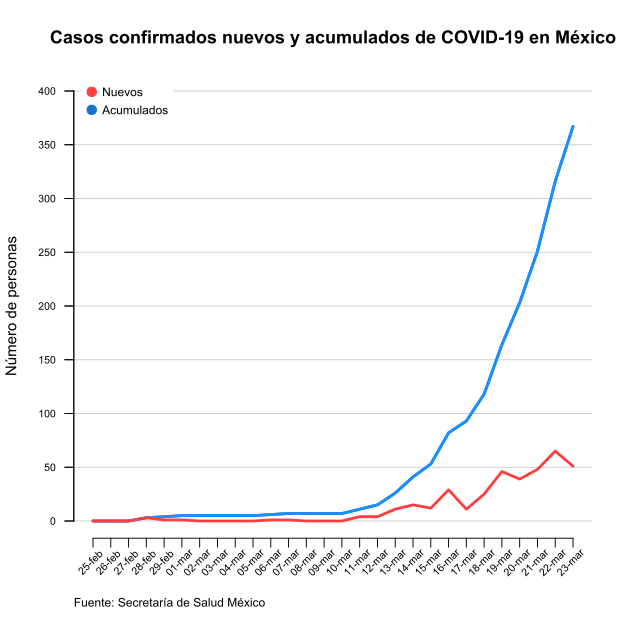 Casos confirmados nuevos y acumulados de COVID-19 en México
Nuevos
Acumulados
Número de personas
400
350
300
250
200
150
100
50
0
25-feb
26-feb
27-feb
28-feb
29-feb
01-mar
02-mar
03-mar
04-mar
05-mar
06-mar
07-mar
08-mar
09-mar
10-mar
11-mar
12-mar
13-mar
14-mar
15-mar
16-mar
17-mar
18-mar
19-mar
20-mar
21-mar
22-mar
23-mar
Fuente: Secretaría de Salud México